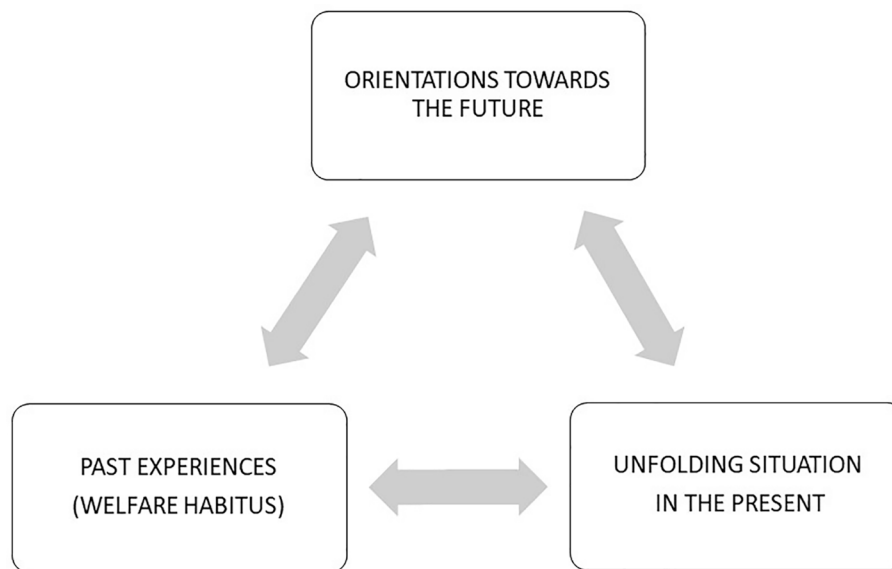 ORIENTATIONS TOWARDS
THE FUTURE
PAST EXPERIENCES
(WELFARE HABITUS)
UNFOLDING SITUATION
IN THE PRESENT